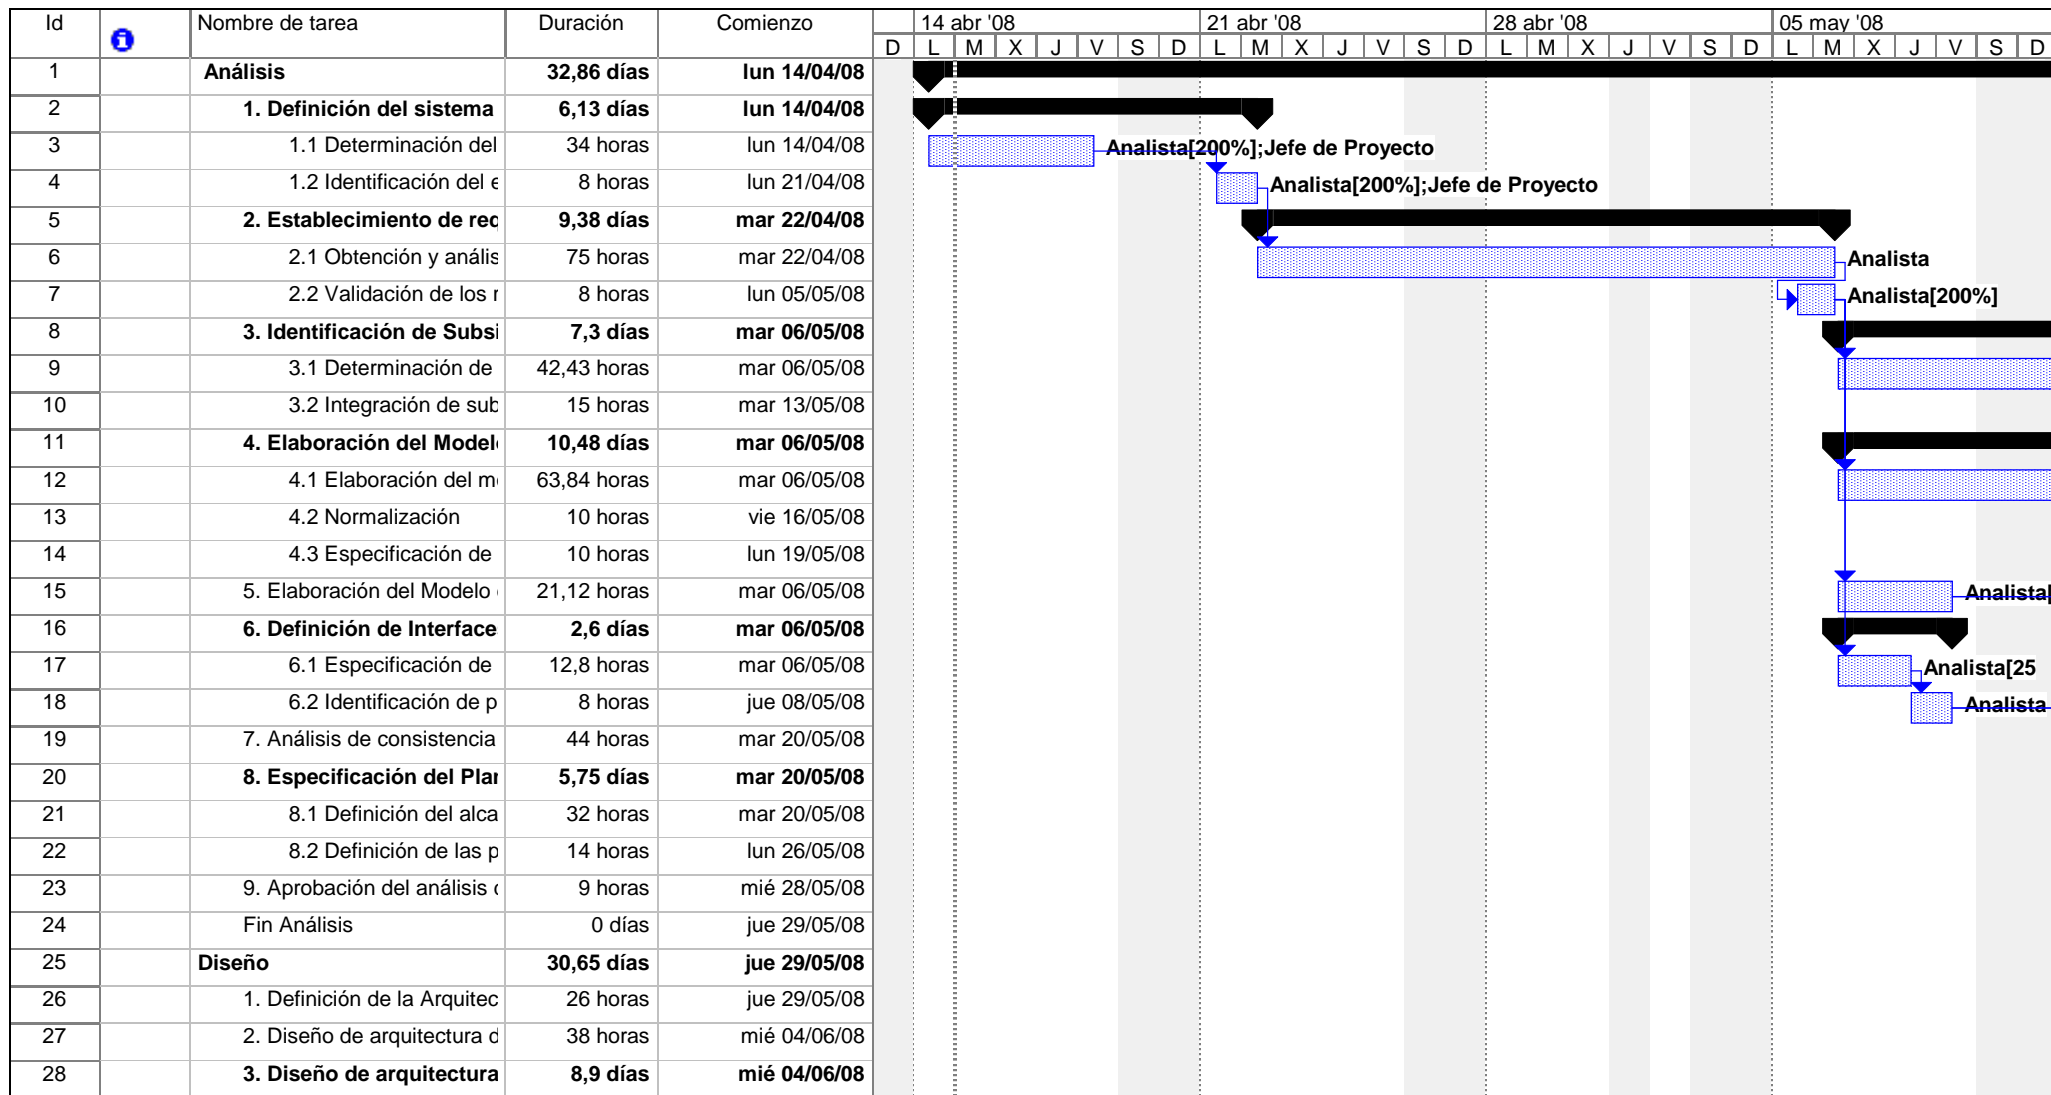 Id Nombre de tarea Duración Comienzo 14 abr '08 21 abr '08 28 abr '08 05 may '08
D L M X J V S D L M X J V S D L M X J V S D L M X J V S D
1 Análisis 32,86 días lun 14/04/08
2 1. Definición del sistema 6,13 días lun 14/04/08
3 1.1 Determinación del 34 horas lun 14/04/08 Analista[200%];Jefe de Proyecto
4 1.2 Identificación del e 8 horas lun 21/04/08 Analista[200%];Jefe de Proyecto
5 2. Establecimiento de req 9,38 días mar 22/04/08
6 2.1 Obtención y anális 75 horas mar 22/04/08 Analista
7 2.2 Validación de los r 8 horas lun 05/05/08 Analista[200%]
8 3. Identificación de Subsi 7,3 días mar 06/05/08
9 3.1 Determinación de 42,43 horas mar 06/05/08
10 3.2 Integración de sub 15 horas mar 13/05/08
11 4. Elaboración del Model 10,48 días mar 06/05/08
12 4.1 Elaboración del m 63,84 horas mar 06/05/08
13 4.2 Normalización 10 horas vie 16/05/08
14 4.3 Especificación de 10 horas lun 19/05/08
15 5. Elaboración del Modelo 21,12 horas mar 06/05/08 Analista[
16 6. Definición de Interface 2,6 días mar 06/05/08
17 6.1 Especificación de 12,8 horas mar 06/05/08 Analista[25
18 6.2 Identificación de p 8 horas jue 08/05/08 Analista
19 7. Análisis de consistencia 44 horas mar 20/05/08
20 8. Especificación del Plan 5,75 días mar 20/05/08
21 8.1 Definición del alca 32 horas mar 20/05/08
22 8.2 Definición de las p 14 horas lun 26/05/08
23 9. Aprobación del análisis 9 horas mié 28/05/08
24 Fin Análisis 0 días jue 29/05/08
25 Diseño 30,65 días jue 29/05/08
26 1. Definición de la Arquitec 26 horas jue 29/05/08
27 2. Diseño de arquitectura d 38 horas mié 04/06/08
28 3. Diseño de arquitectura 8,9 días mié 04/06/08